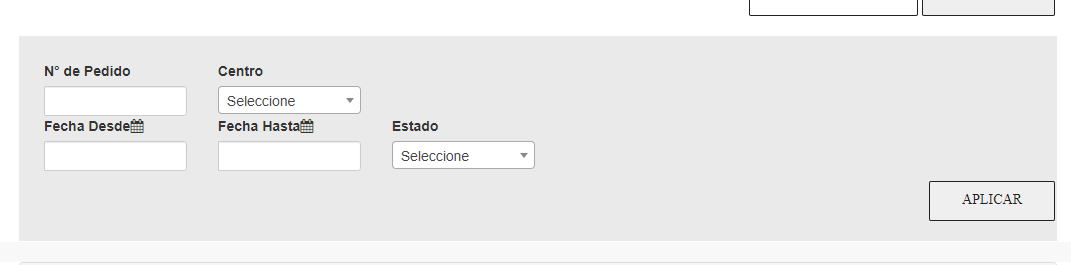 N° de Pedido Centro
Seleccione
Fecha Desde Fecha Hasta Estado
Seleccione
APLICAR